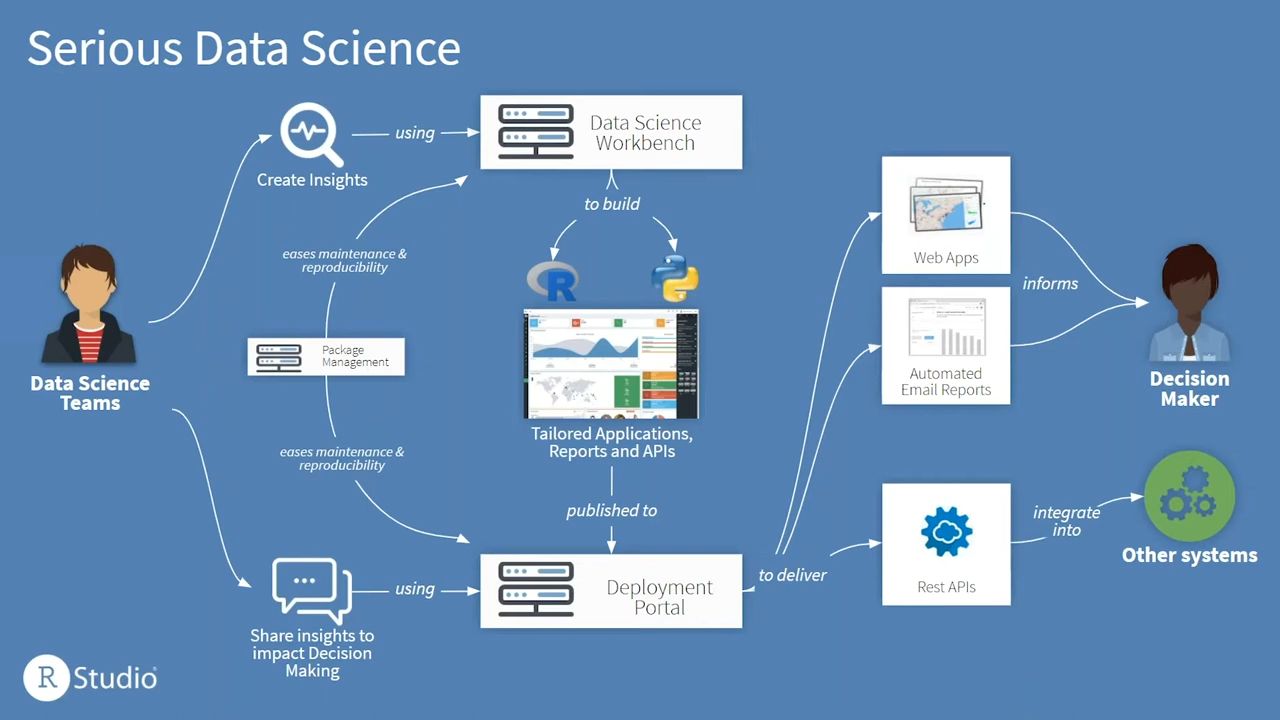 Serious Data Science
Create Insights
using
Data Science
Workbench
to build
eases maintenance &
reproducibility
R
Package
Management
Data Science
Teams
Tailored Applications,
Reports and APIs
eases maintenance &
reproducibility
published to
Share insights to
impact Decision
Making
using
Deployment
Portal
to deliver
Web Apps
Automated
Email Reports
informs
Decision
Maker
Rest APIs
integrate
into
Other systems
R Studio®